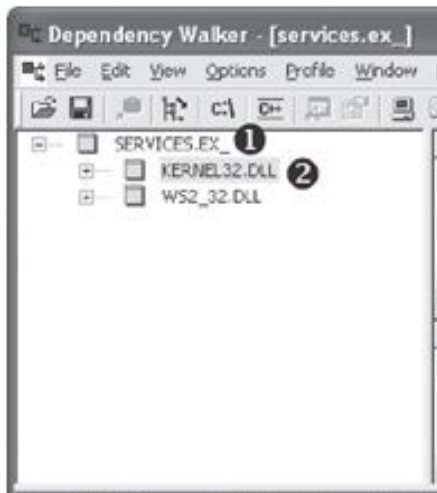 Dependency Walker - [services.ex_]
File Edit View Options Profile Window
C:\ C++
SERVICES.EX_ 1
KERNEL32.DLL 2
WS2_32.DLL